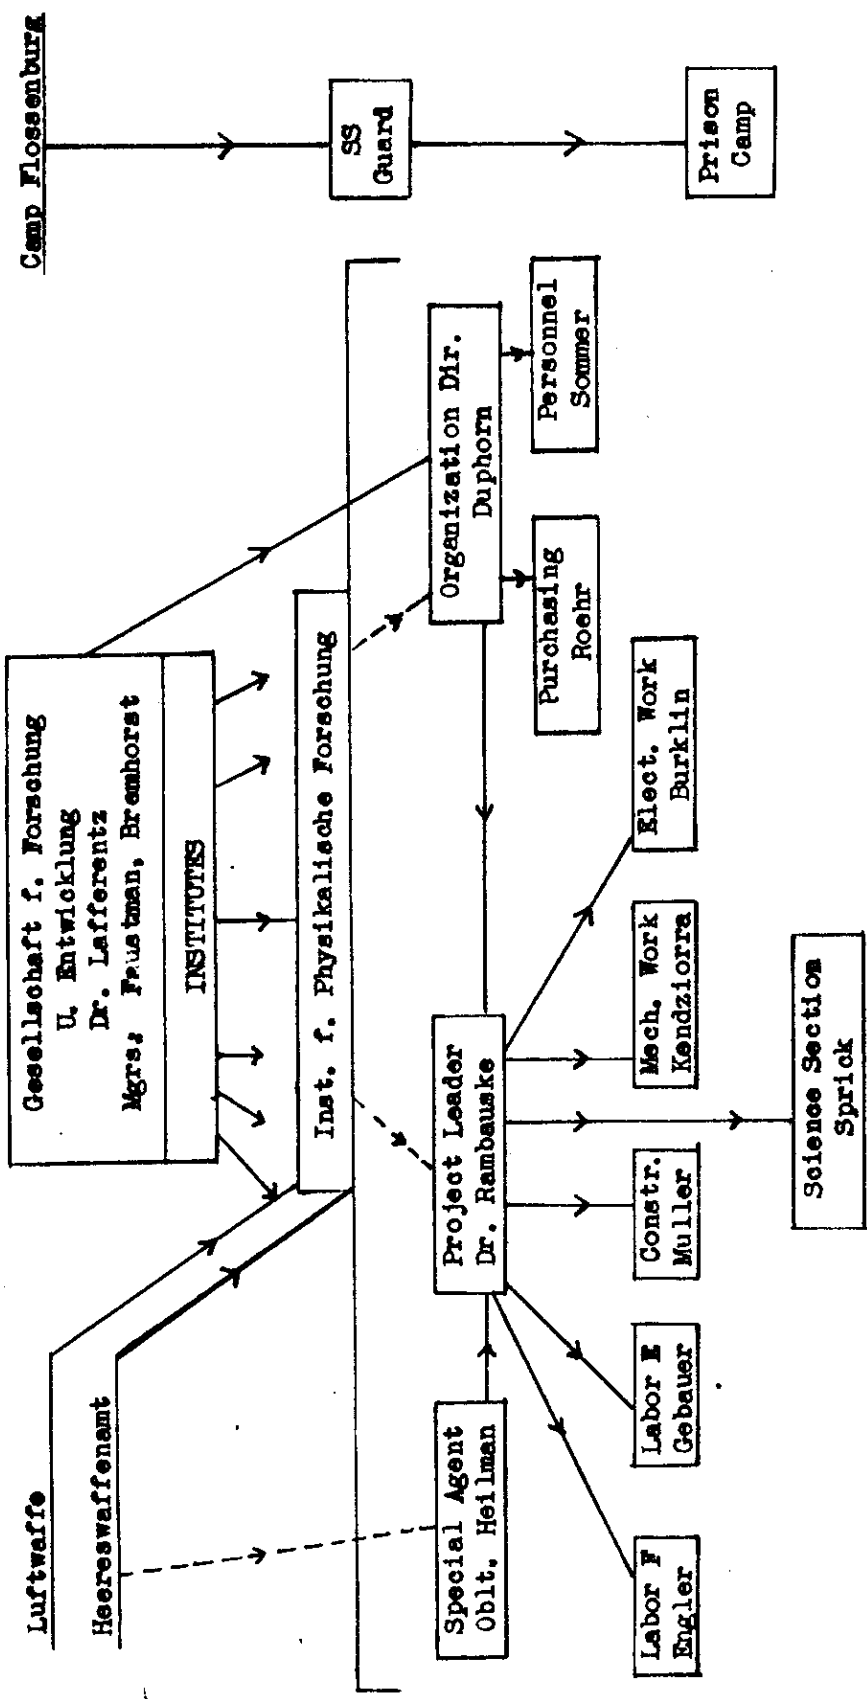 Luftwaffe
Heereswaffenamt
Gesellschaft f. Forschung
U. Entwicklung
Dr. Lafferentz
Mgrs; Faustman, Bremhorst
INSTITUTES
Camp Flossenburg
Inst. f. Physikalische Forschung
SS
Guard
Special Agent
Oblt. Heilman
Project Leader
Dr. Rambauske
Organization Dir.
Duphorn
Purchasing
Roehr
Personnel
Sommer
Labor F
Engler
Labor E
Gebauer
Constr.
Muller
Mech. Work
Kendziorra
Elect. Work
Burklin
Prison
Camp
Science Section
Sprick